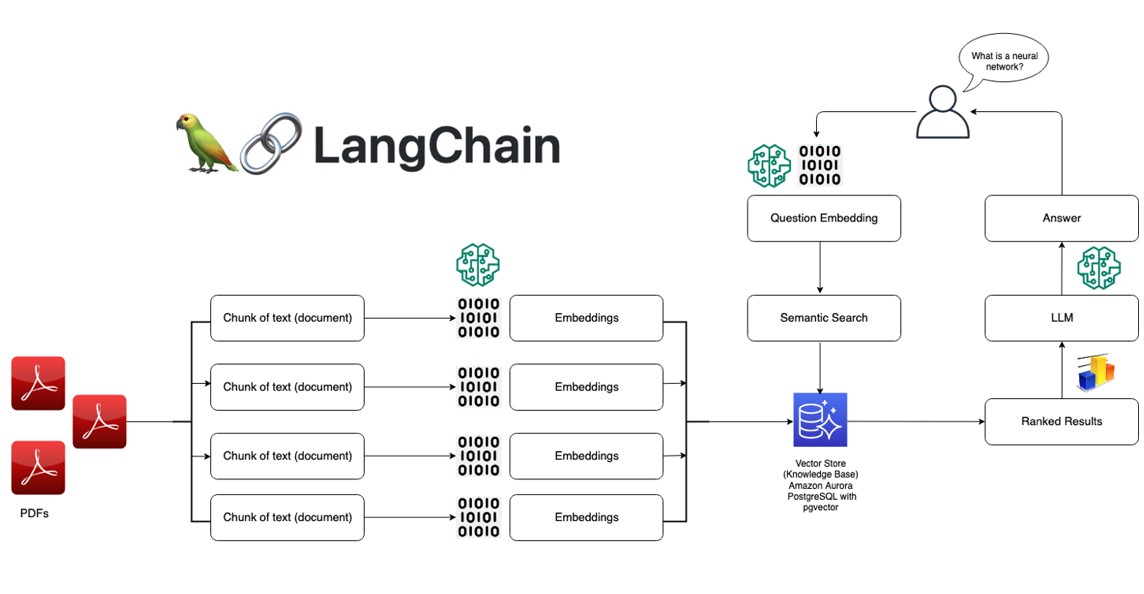 What is a neural
network?
LangChain
01010
10101
01010
Question Embedding
Answer
Semantic Search
LLM
Chunk of text (document)
01010
10101
01010
Embeddings
Chunk of text (document)
01010
10101
01010
Embeddings
Chunk of text (document)
01010
10101
01010
Embeddings
Chunk of text (document)
01010
10101
01010
Embeddings
PDFs
Vector Store
(Knowledge Base)
Amazon Aurora
PostgreSQL with
pgvector
Ranked Results